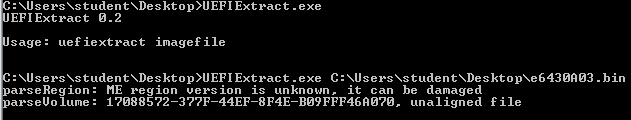 C:\Users\student\Desktop>UEFIExtract.exe
UEFIExtract 0.2
Usage: uefiextract imagefile
C:\Users\student\Desktop>UEFIExtract.exe C:\Users\student\Desktop\e6430A03.bin
parseRegion: ME region version is unknown, it can be damaged
parseVolume: 17088572-377F-44EF-8F4E-B09FFF46A070, unaligned file